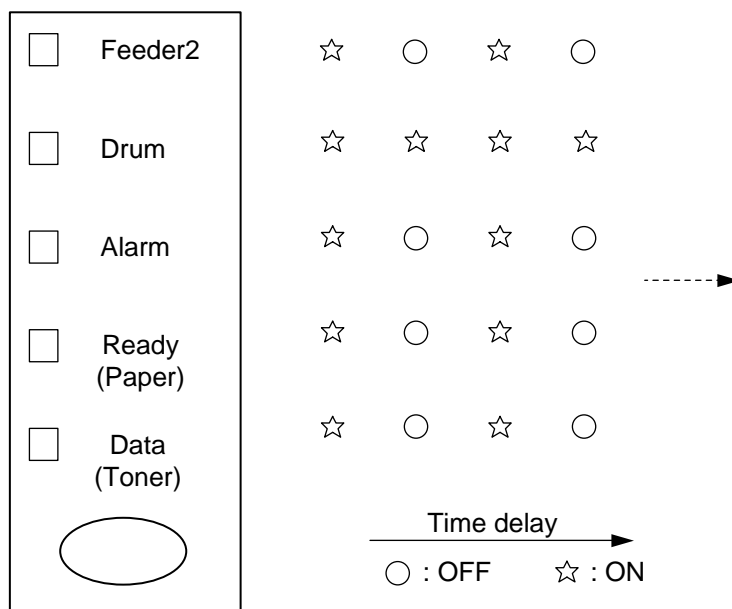 Feeder2
Drum
Alarm
Ready
(Paper)
Data
(Toner)
Time delay
: OFF
: ON